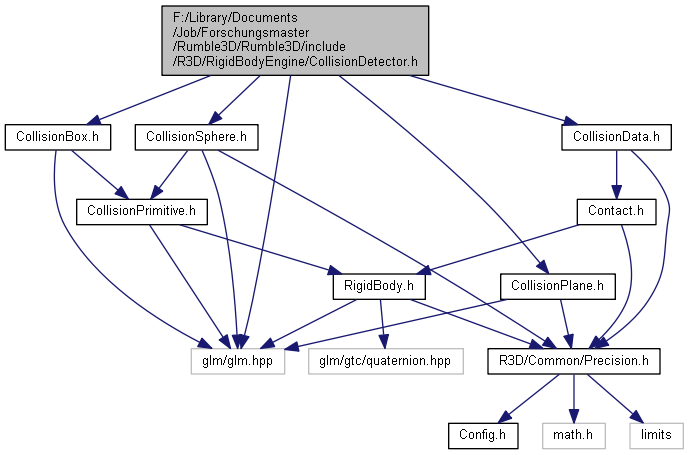 F:/Library/Documents
/Job/Forschungsmaster
/Rumble3D/Rumble3D/include
/R3D/RigidBodyEngine/CollisionDetector.h
CollisionBox.h
CollisionSphere.h
CollisionData.h
CollisionPrimitive.h
Contact.h
RigidBody.h
CollisionPlane.h
glm/glm.hpp
glm/gtc/quaternion.hpp
R3D/Common/Precision.h
Config.h
math.h
limits